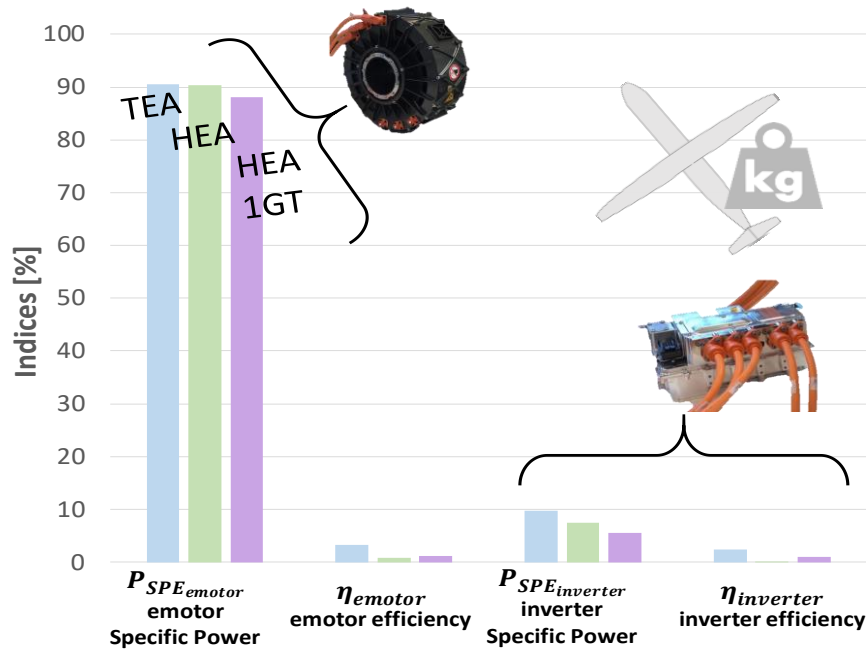 Indices [%]
100
90
80
70
60
50
40
30
20
10
0
TEA
HEA
HEA
1GT
kg
P_SPE_emotor
emotor
Specific Power
η_emotor
emotor efficiency
P_SPE_inverter
inverter
Specific Power
η_inverter
inverter efficiency